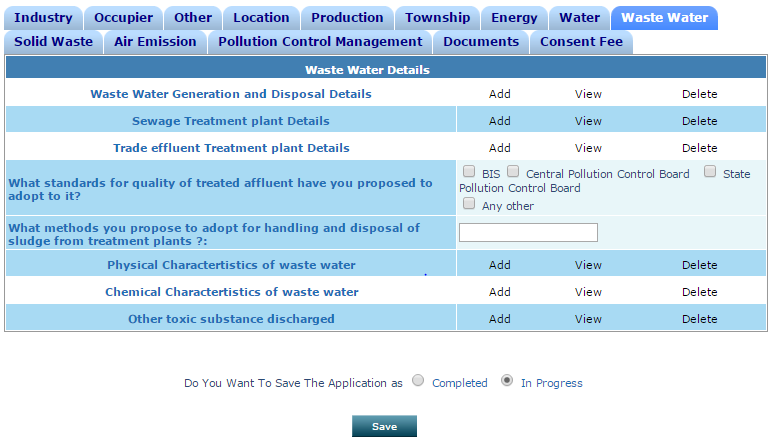 Industry Occupier Other Location Production Township Energy Water Waste Water
Solid Waste Air Emission Pollution Control Management Documents Consent Fee
Waste Water Details
Waste Water Generation and Disposal Details Add View Delete
Sewage Treatment plant Details Add View Delete
Trade effluent Treatment plant Details Add View Delete
What standards for quality of treated affluent have you proposed to
adopt to it?
BIS Central Pollution Control Board State
Pollution Control Board
Any other
What methods you propose to adopt for handling and disposal of
sludge from treatment plants ?:
Physical Charactertistics of waste water Add View Delete
Chemical Charactertistics of waste water Add View Delete
Other toxic substance discharged Add View Delete
Do You Want To Save The Application as Completed In Progress
Save